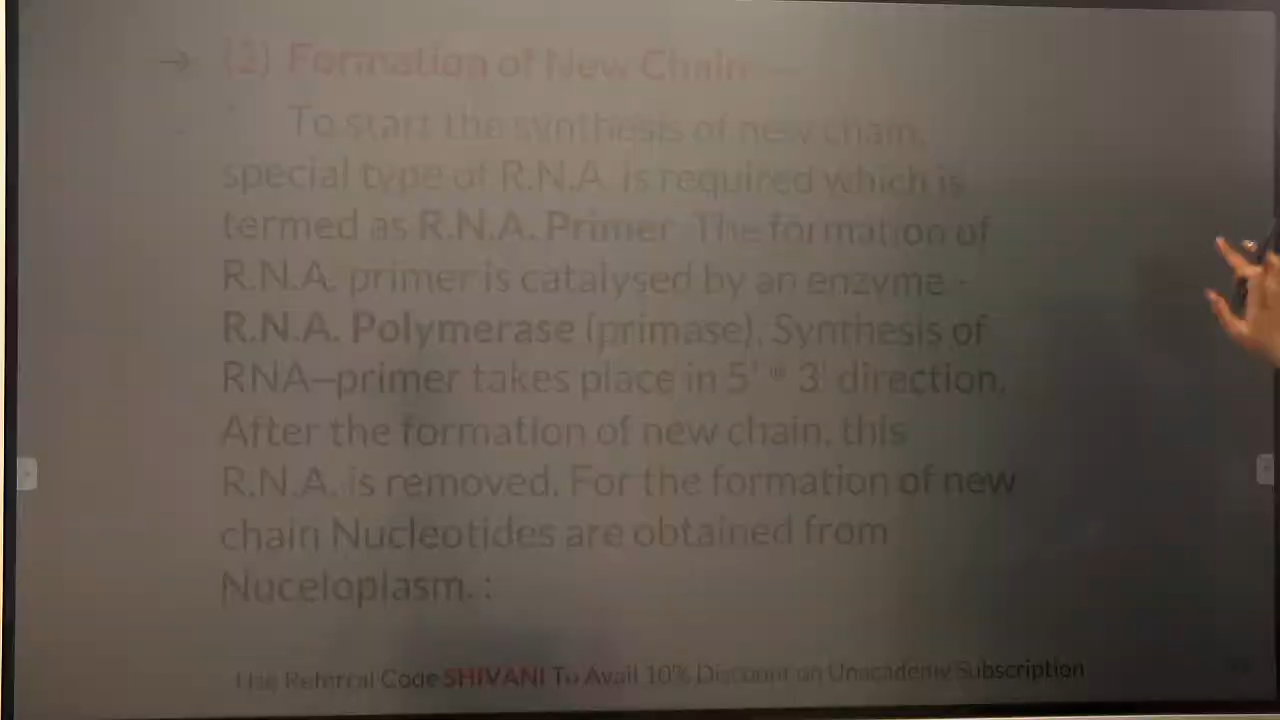 → (2) Formation of New Chain —
To start the synthesis of new chain,
special type of R.N.A. is required which is
termed as R.N.A. Primer. The formation of
R.N.A. primer is catalysed by an enzyme -
R.N.A. Polymerase (primase). Synthesis of
RNA–primer takes place in 5' 3' direction.
After the formation of new chain, this
R.N.A. is removed. For the formation of new
chain Nucleotides are obtained from
Nuceloplasm. :
Use Referral Code SHIVANI To Avail 10% Discount on Unacademy Subscription